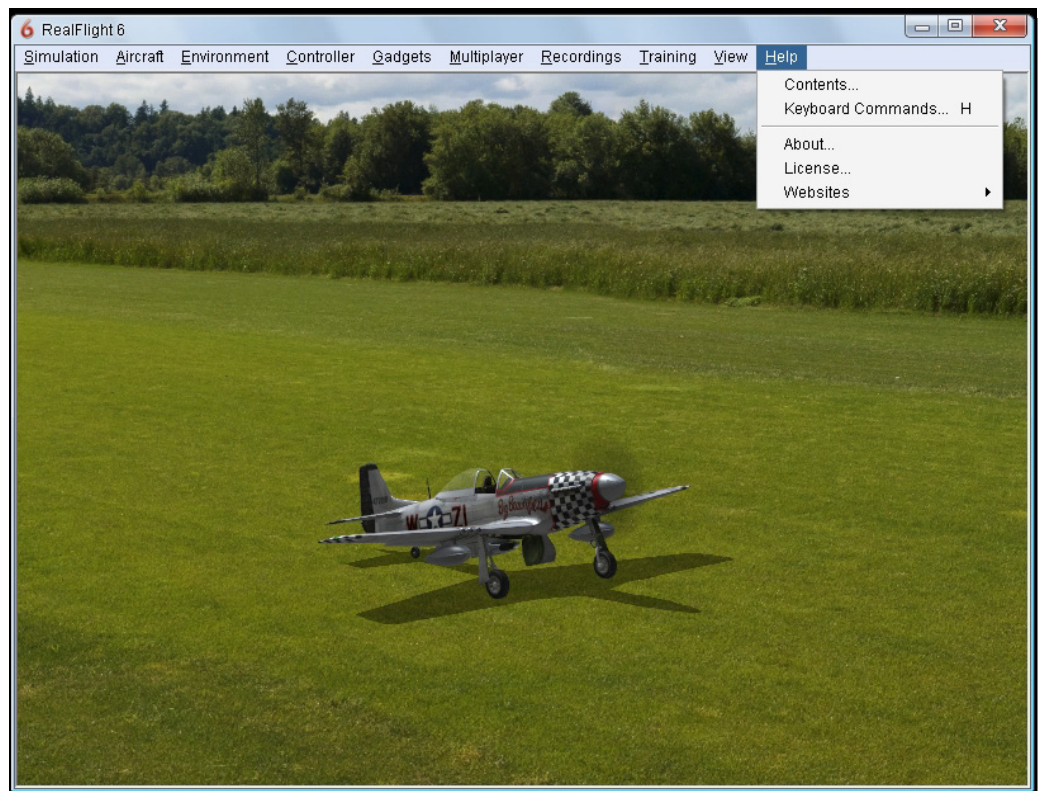 6 RealFlight 6
Simulation Aircraft Environment Controller Gadgets Multiplayer Recordings Training View Help
Contents...
Keyboard Commands... H
About...
License...
Websites
W ZI